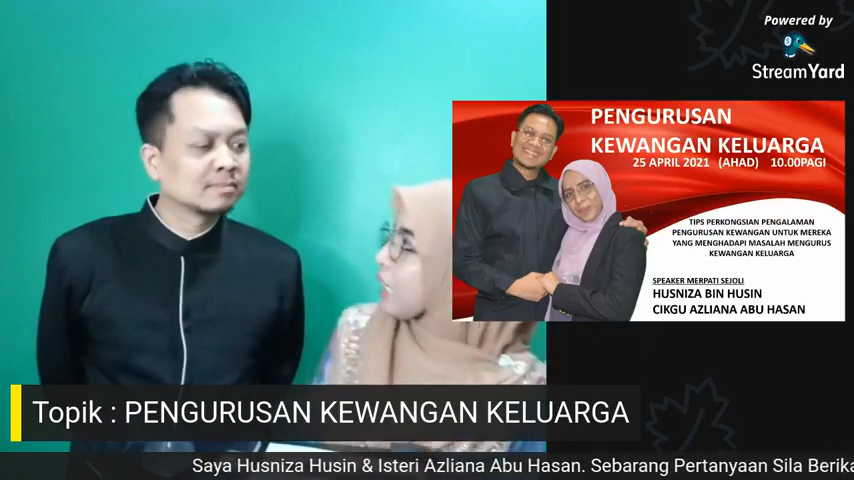 Powered by
StreamYard
PENGURUSAN
KEWANGAN KELUARGA
25 APRIL 2021 (AHAD) 10.00PAGI
TIPS PERKONGSIAN PENGALAMAN
PENGURUSAN KEWANGAN UNTUK MEREKA
YANG MENGHADAPI MASALAH MENGURUS
KEWANGAN KELUARGA
SPEAKER MERPATI SEJOLI
HUSNIZA BIN HUSIN
CIKGU AZLIANA ABU HASAN
Topik : PENGURUSAN KEWANGAN KELUARGA
Saya Husniza Husin & Isteri Azliana Abu Hasan. Sebarang Pertanyaan Sila Berika